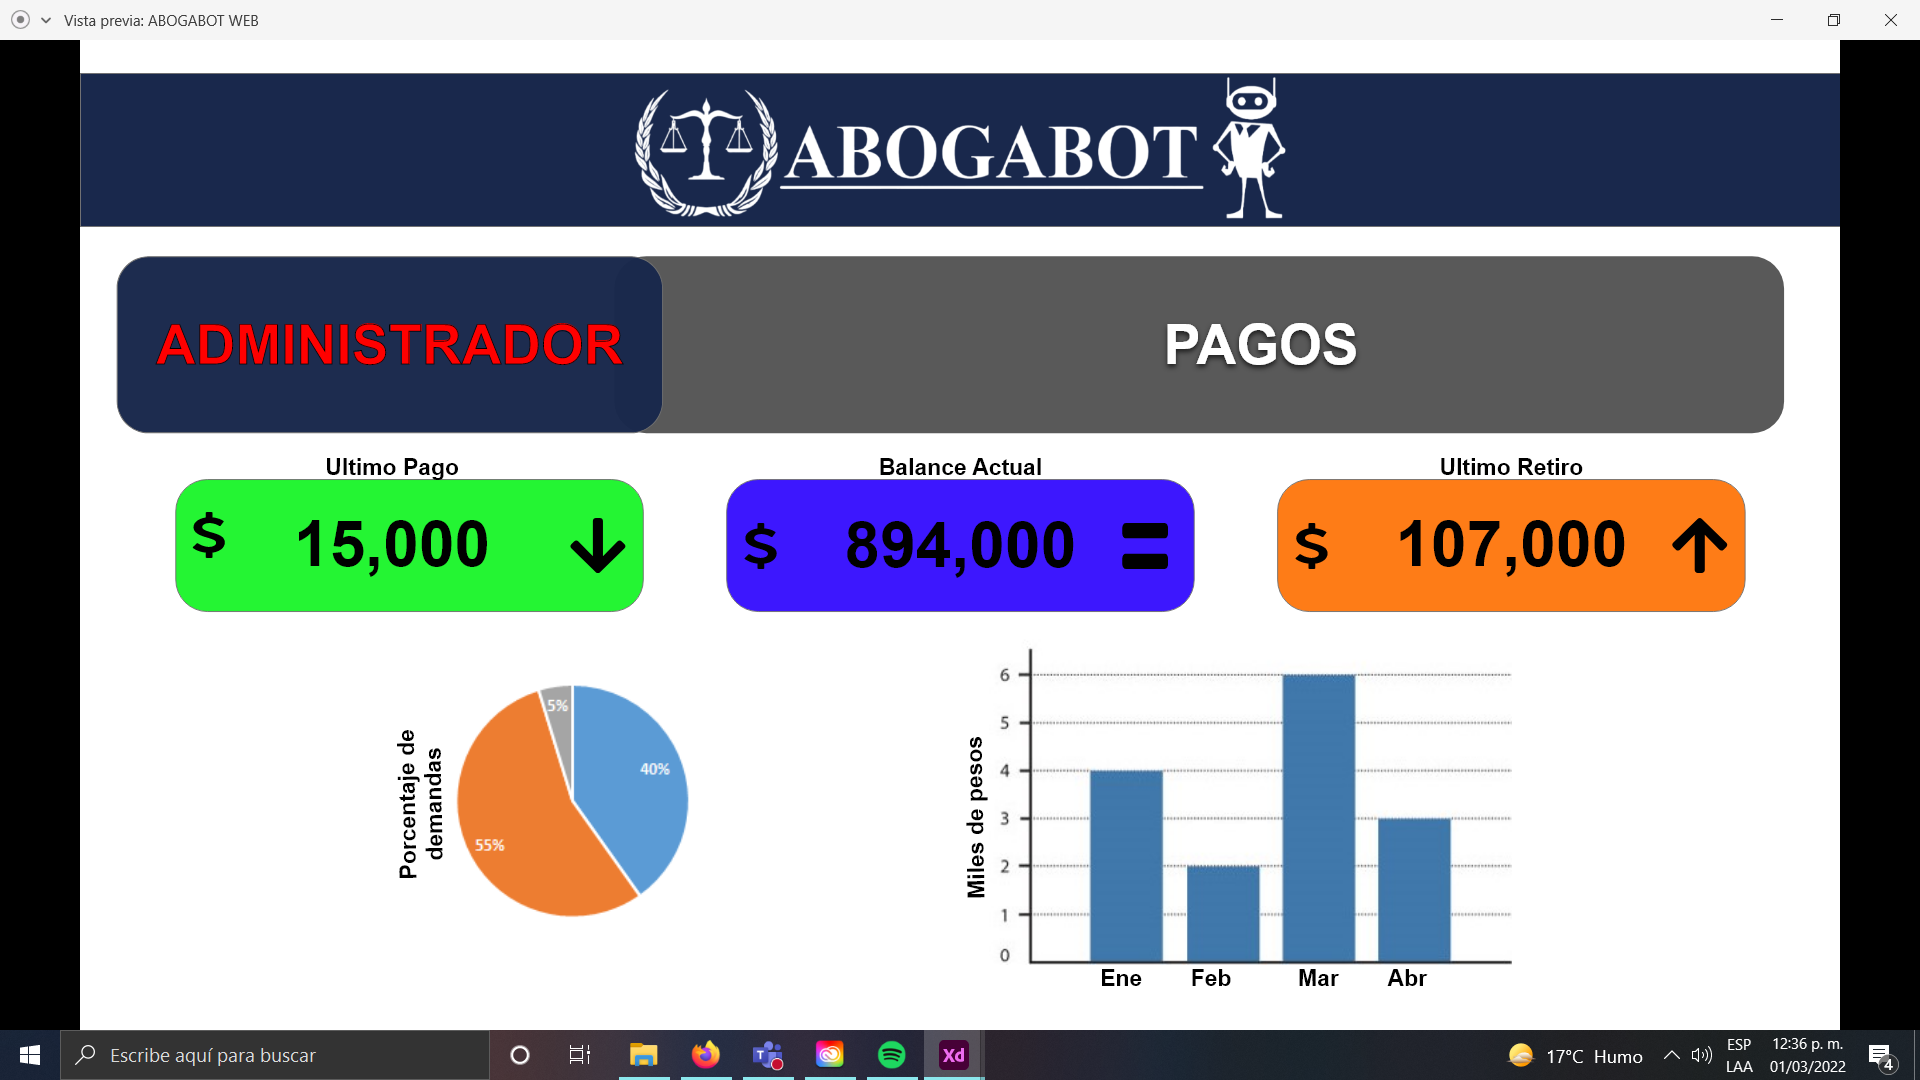 Vista previa: ABOGABOT WEB
ABOGABOT
ADMINISTRADOR
PAGOS
Ultimo Pago
Balance Actual
Ultimo Retiro
$ 15,000
$ 894,000
$ 107,000
Porcentaje de
demandas
5%
40%
55%
Miles de pesos
6
5
4
3
2
1
0
Ene Feb Mar Abr
Escribe aquí para buscar
Xd
17°C Humo
ESP
LAA
12:36 p. m.
01/03/2022
4